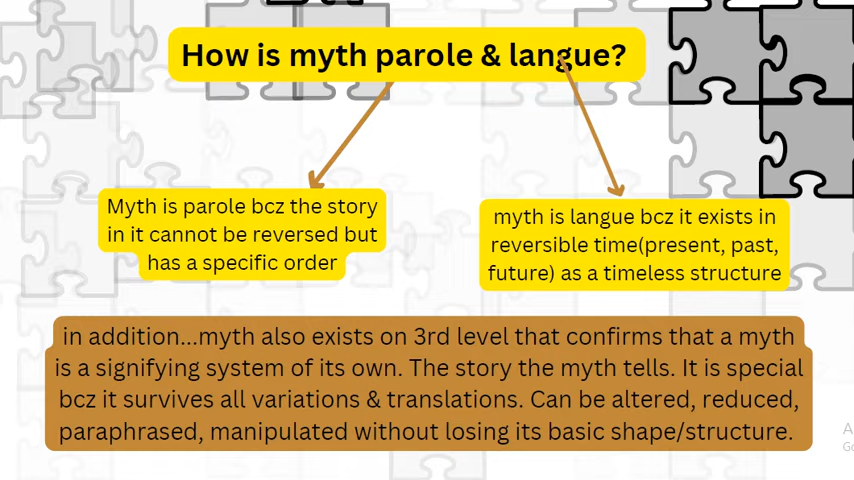 How is myth parole & langue?
Myth is parole bcz the story
in it cannot be reversed but
has a specific order
myth is langue bcz it exists in
reversible time(present, past,
future) as a timeless structure
in addition...myth also exists on 3rd level that confirms that a myth
is a signifying system of its own. The story the myth tells. It is special
bcz it survives all variations & translations. Can be altered, reduced,
paraphrased, manipulated without losing its basic shape/structure.